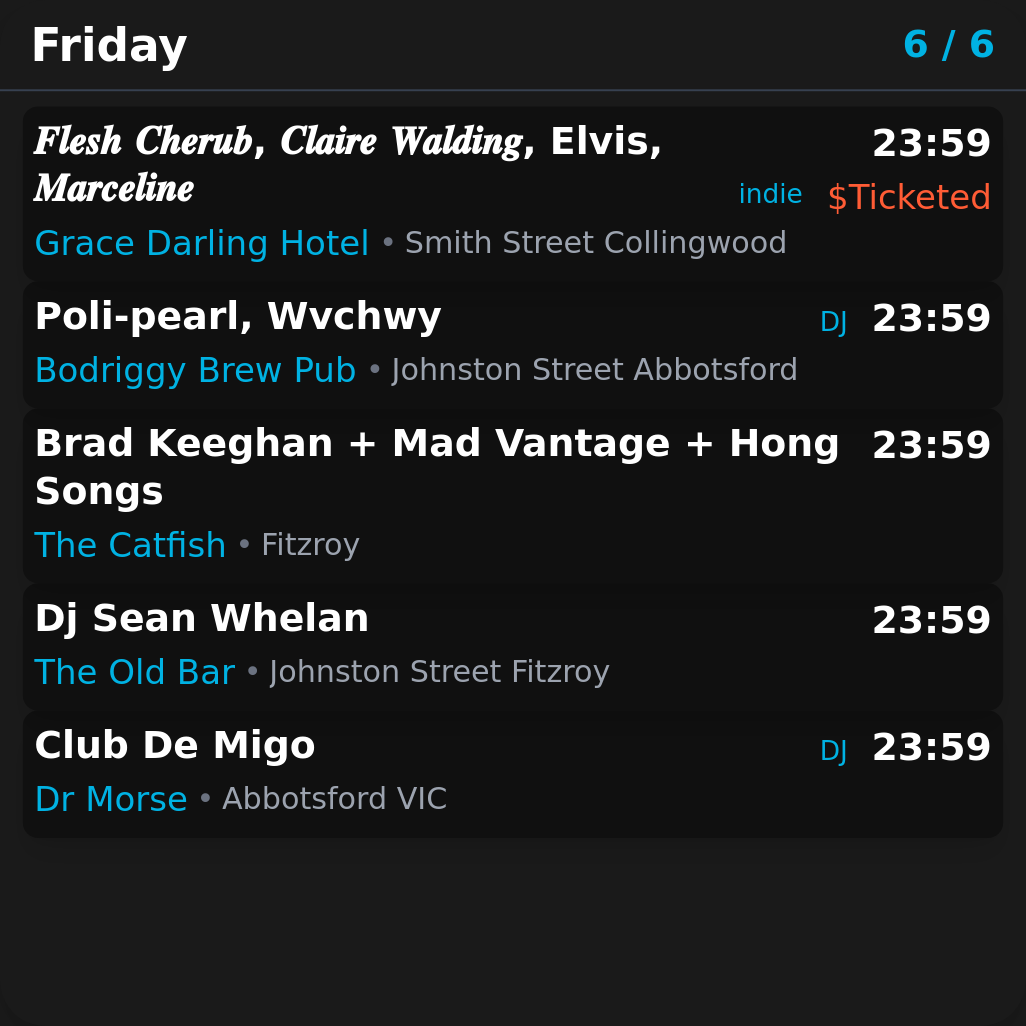 Friday
6 / 6
𝑭𝒍𝒆𝒔𝒉 𝑪𝒉𝒆𝒓𝒖𝒃, 𝑪𝒍𝒂𝒊𝒓𝒆 𝑾𝒂𝒍𝒅𝒊𝒏𝒈, Elvis,
𝑴𝒂𝒓𝒄𝒆𝒍𝒊𝒏𝒆
23:59
indie $Ticketed
Grace Darling Hotel • Smith Street Collingwood
Poli-pearl, Wvchwy
DJ 23:59
Bodriggy Brew Pub • Johnston Street Abbotsford
Brad Keeghan + Mad Vantage + Hong
Songs
23:59
The Catfish • Fitzroy
Dj Sean Whelan
23:59
The Old Bar • Johnston Street Fitzroy
Club De Migo
DJ 23:59
Dr Morse • Abbotsford VIC